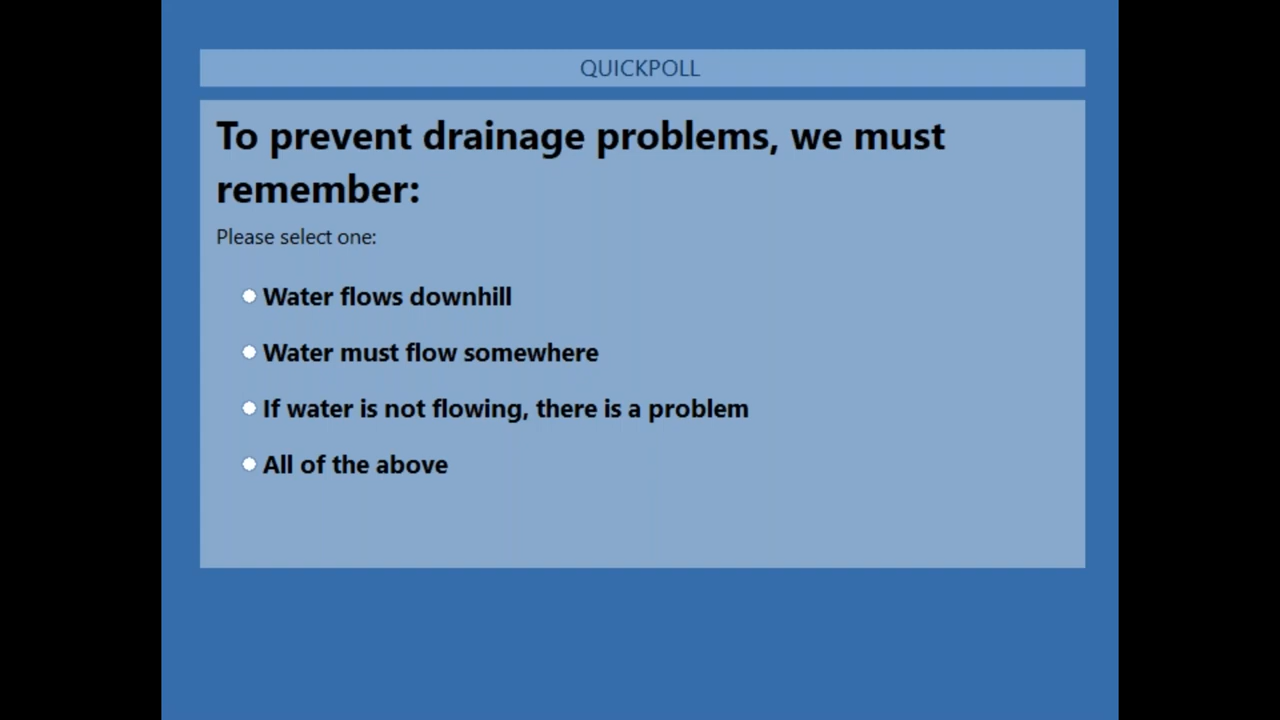 QUICKPOLL
To prevent drainage problems, we must
remember:
Please select one:
Water flows downhill
Water must flow somewhere
If water is not flowing, there is a problem
All of the above